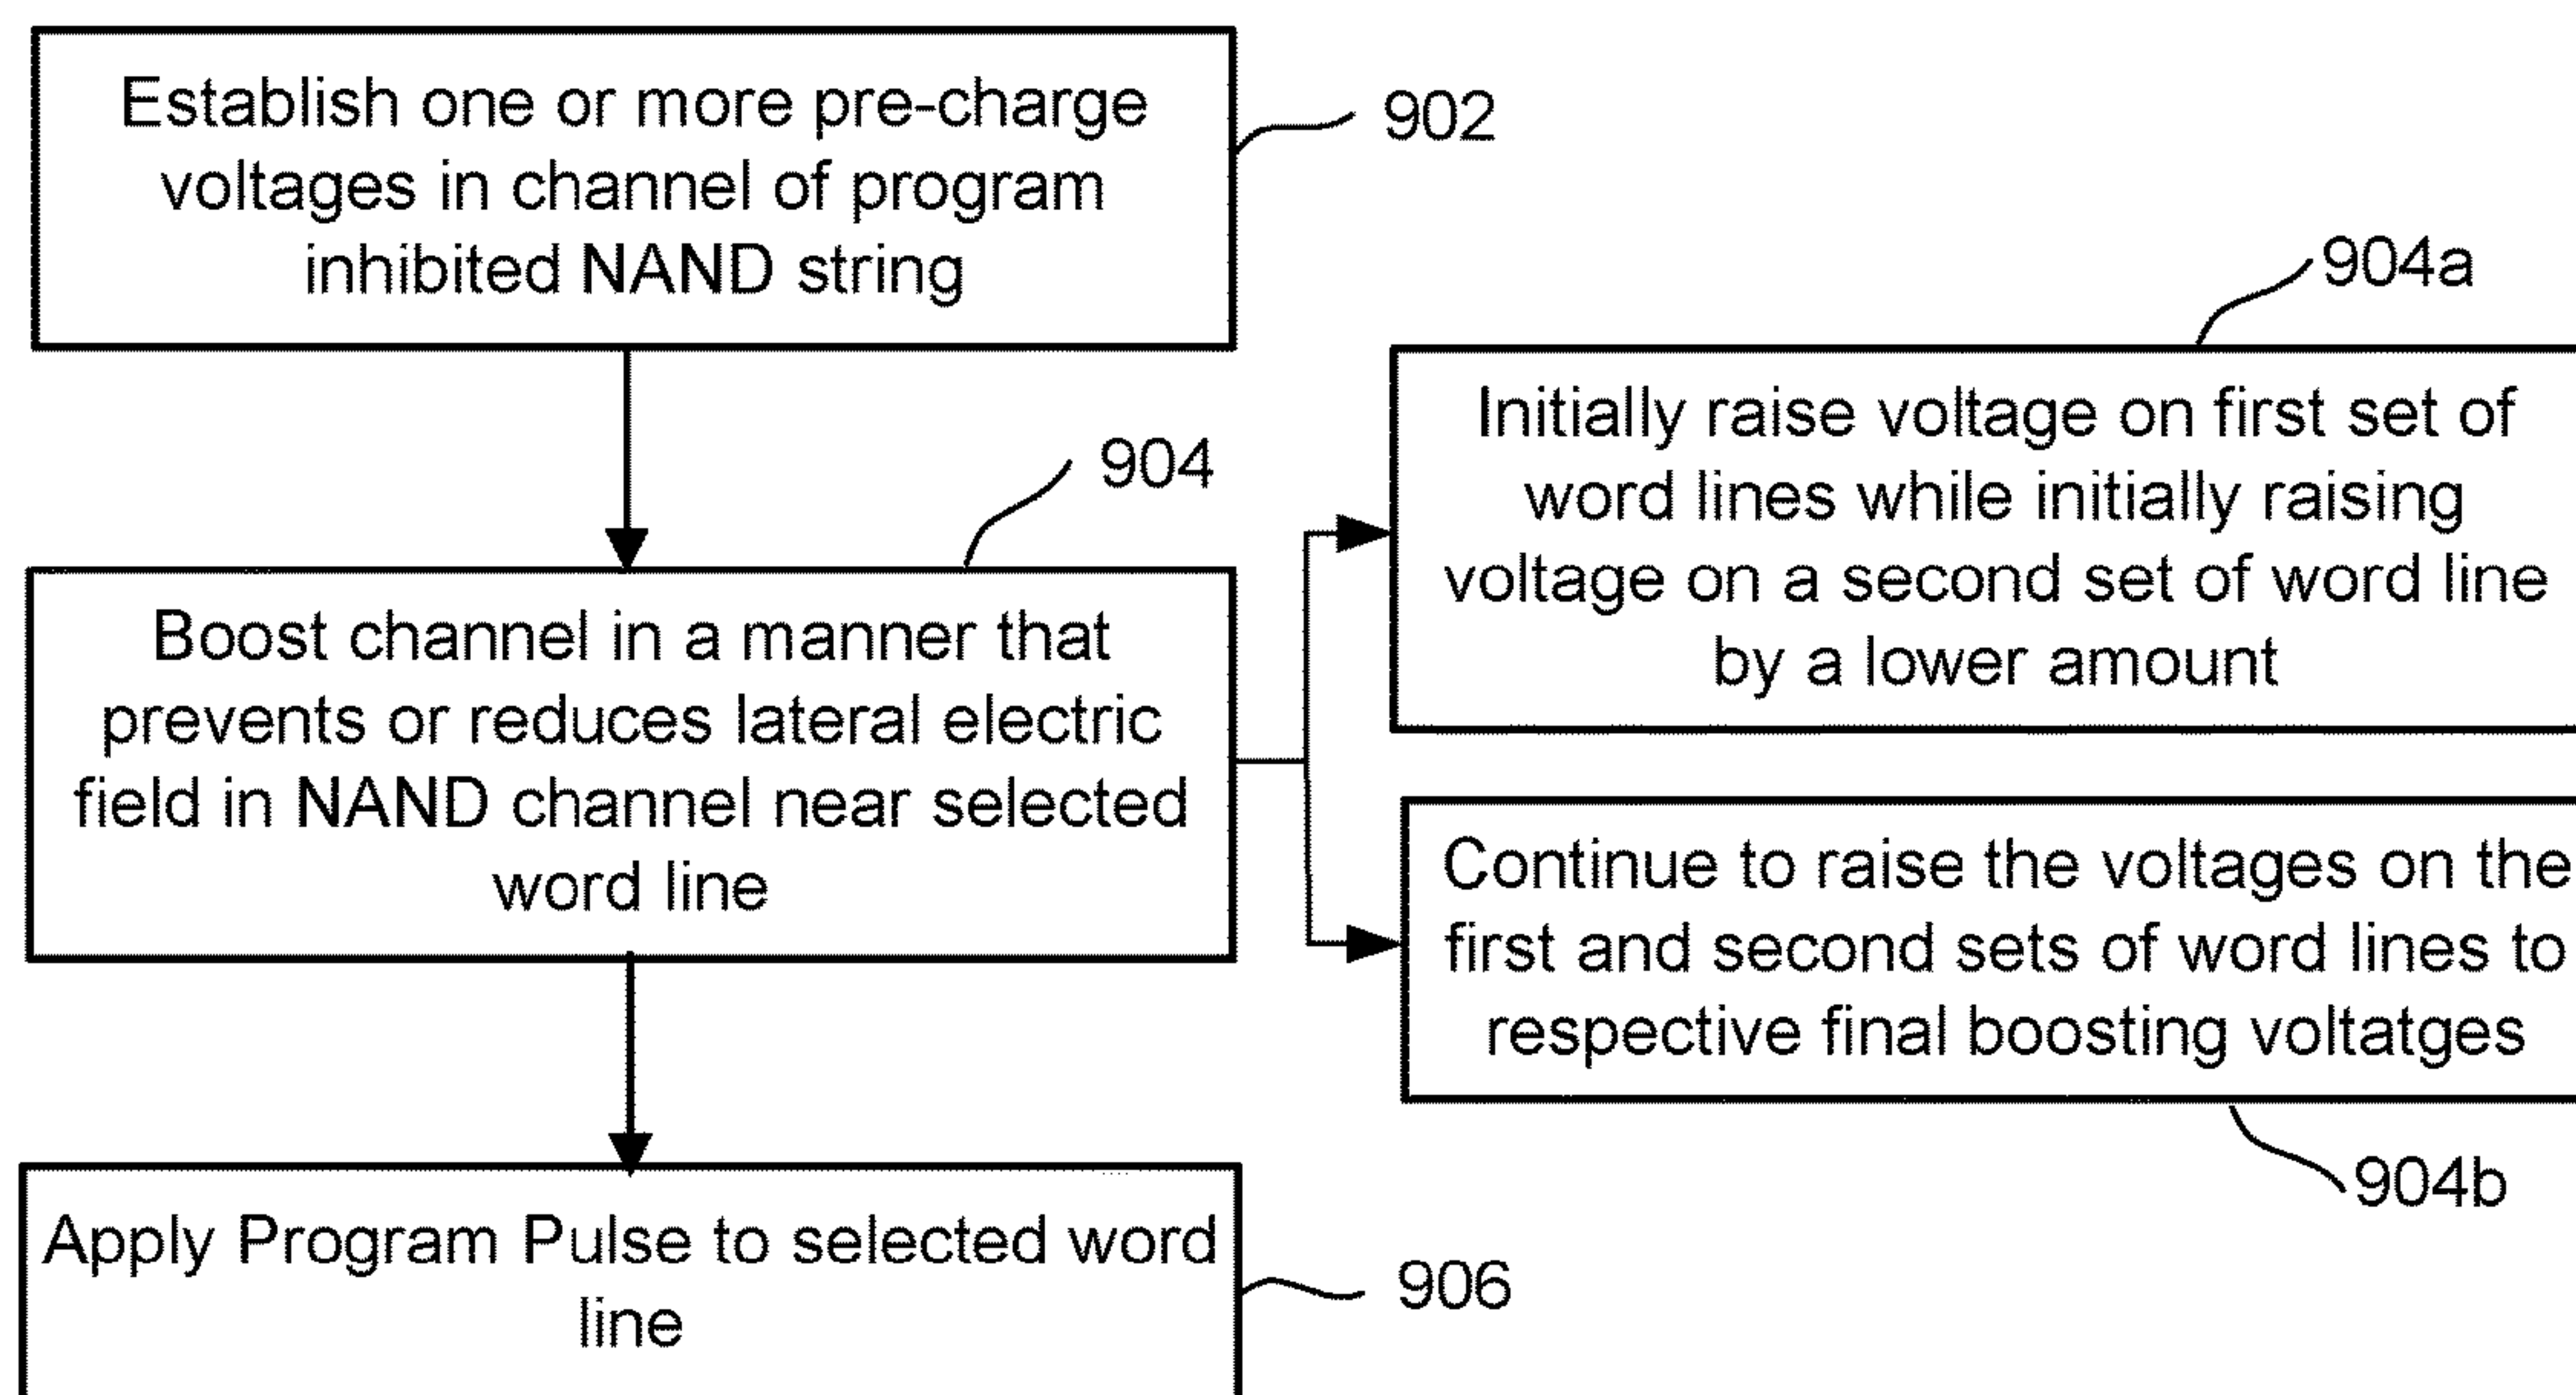 Establish one or more pre-charge
voltages in channel of program
inhibited NAND string
902
904
Boost channel in a manner that
prevents or reduces lateral electric
field in NAND channel near selected
word line
904a
Initially raise voltage on first set of
word lines while initially raising
voltage on a second set of word line
by a lower amount
Continue to raise the voltages on the
first and second sets of word lines to
respective final boosting voltatges
904b
Apply Program Pulse to selected word
line
906